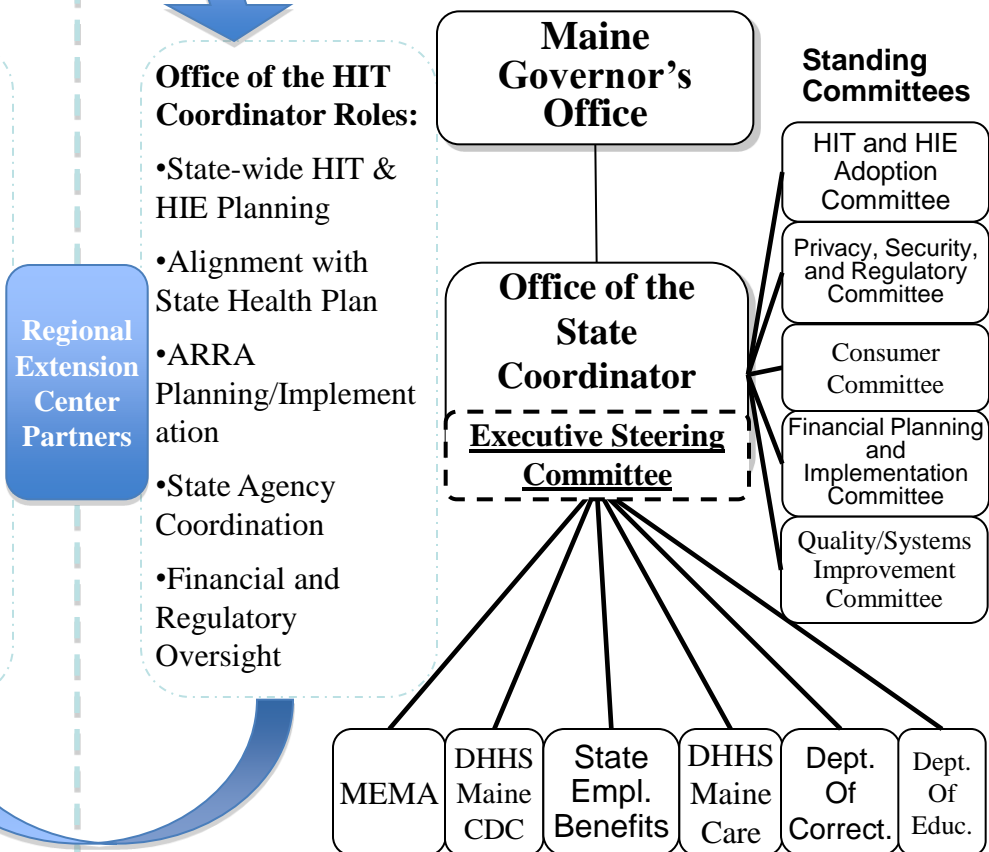 Regional
Extension
Center
Partners
Office of the HIT
Coordinator Roles:
•State-wide HIT &
HIE Planning
•Alignment with
State Health Plan
•ARRA
Planning/Implement
ation
•State Agency
Coordination
•Financial and
Regulatory
Oversight
Maine
Governor’s
Office
Office of the
State
Coordinator
Executive Steering
Committee
Standing
Committees
HIT and HIE
Adoption
Committee
Privacy, Security,
and Regulatory
Committee
Consumer
Committee
Financial Planning
and
Implementation
Committee
Quality/Systems
Improvement
Committee
MEMA
DHHS
Maine
CDC
State
Empl.
Benefits
DHHS
Maine
Care
Dept.
Of
Correct.
Dept.
Of
Educ.